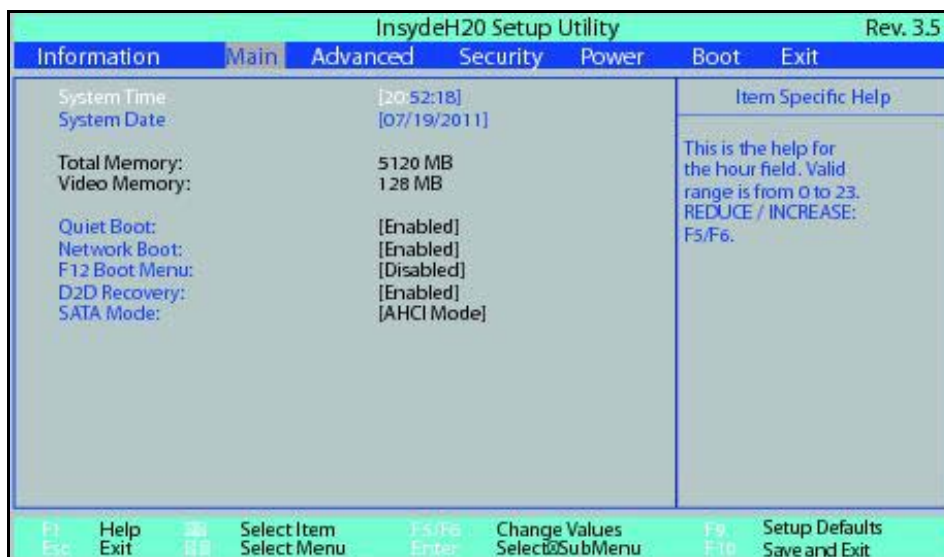 InsydeH20 Setup Utility Rev. 3.5
Information Main Advanced Security Power Boot Exit
System Time [20:52:18]
System Date [07/19/2011]
Total Memory: 5120 MB
Video Memory: 128 MB
Quiet Boot: [Enabled]
Network Boot: [Enabled]
F12 Boot Menu: [Disabled]
D2D Recovery: [Enabled]
SATA Mode: [AHCI Mode]
Item Specific Help
This is the help for
the hour field. Valid
range is from 0 to 23.
REDUCE / INCREASE:
F5/F6.
F1 Help Select Item F5/F6 Change Values F9 Setup Defaults
Esc Exit Select Menu Enter Select SubMenu F10 Save and Exit